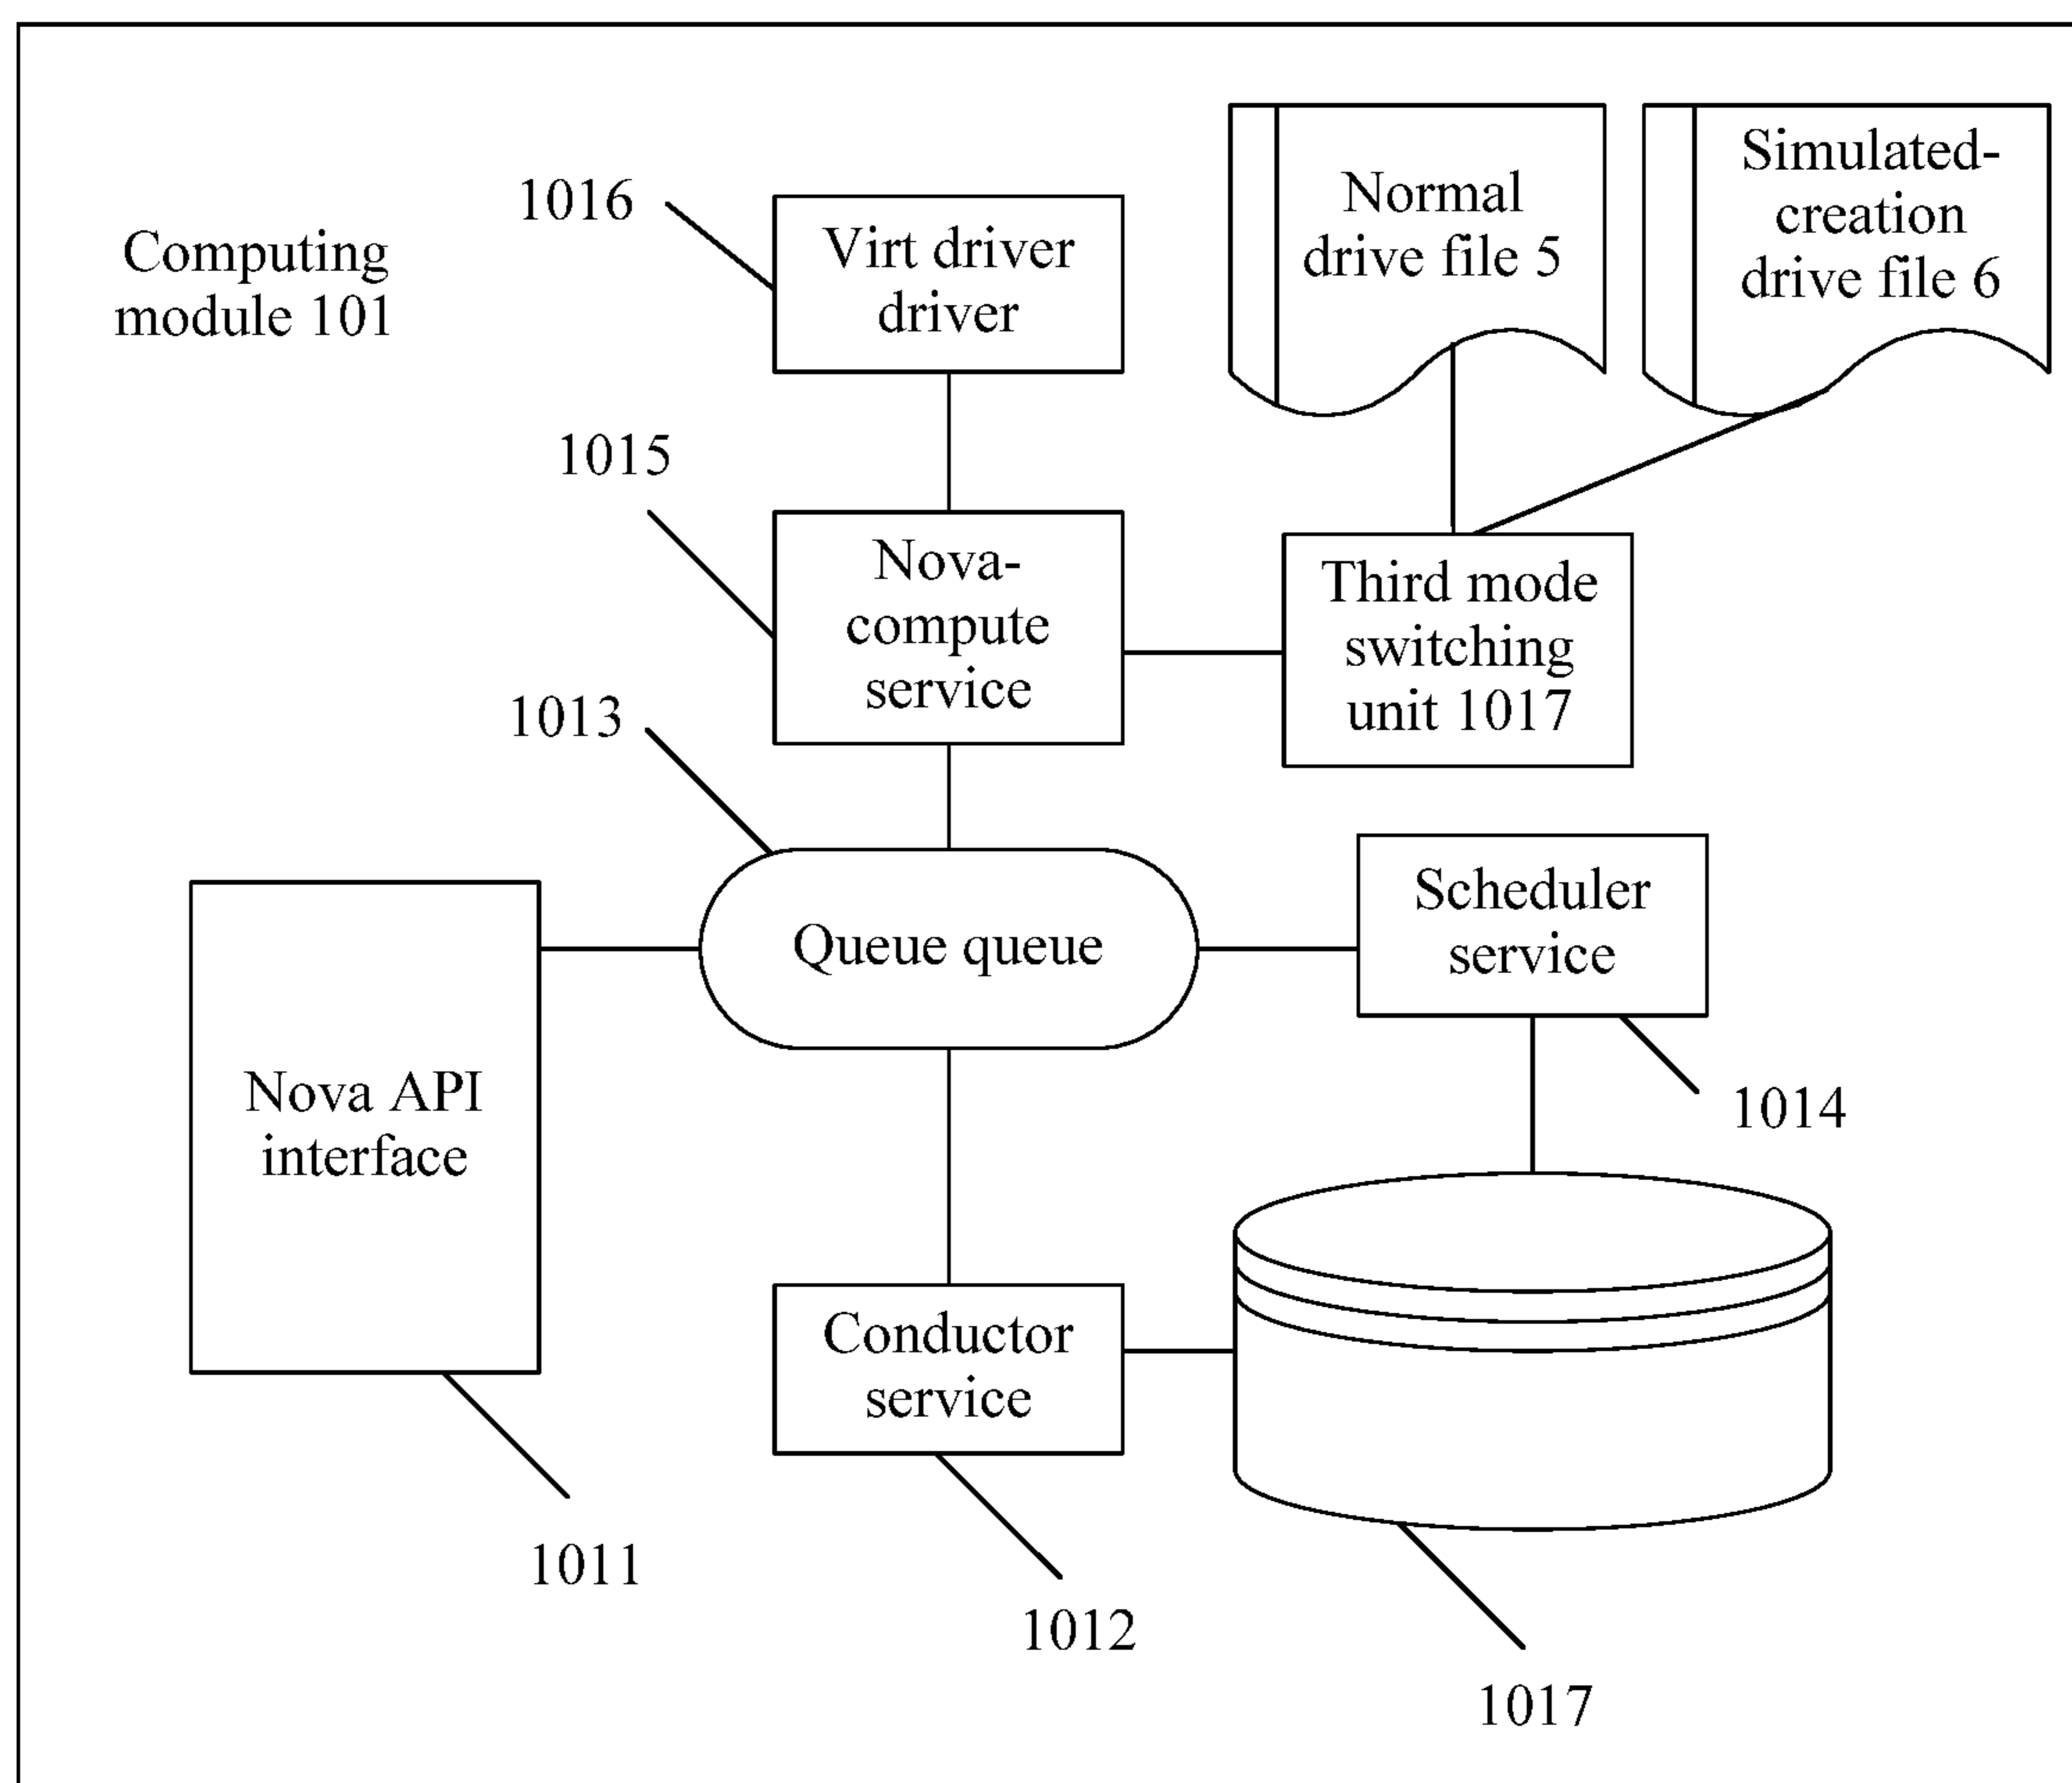 Computing
module 101
1016
Virt driver
driver
Normal
drive file 5
Simulated-
creation
drive file 6
1015
Nova-
compute
service
Third mode
switching
unit 1017
1013
Queue queue
Scheduler
service
1014
Nova API
interface
1011
Conductor
service
1012
1017